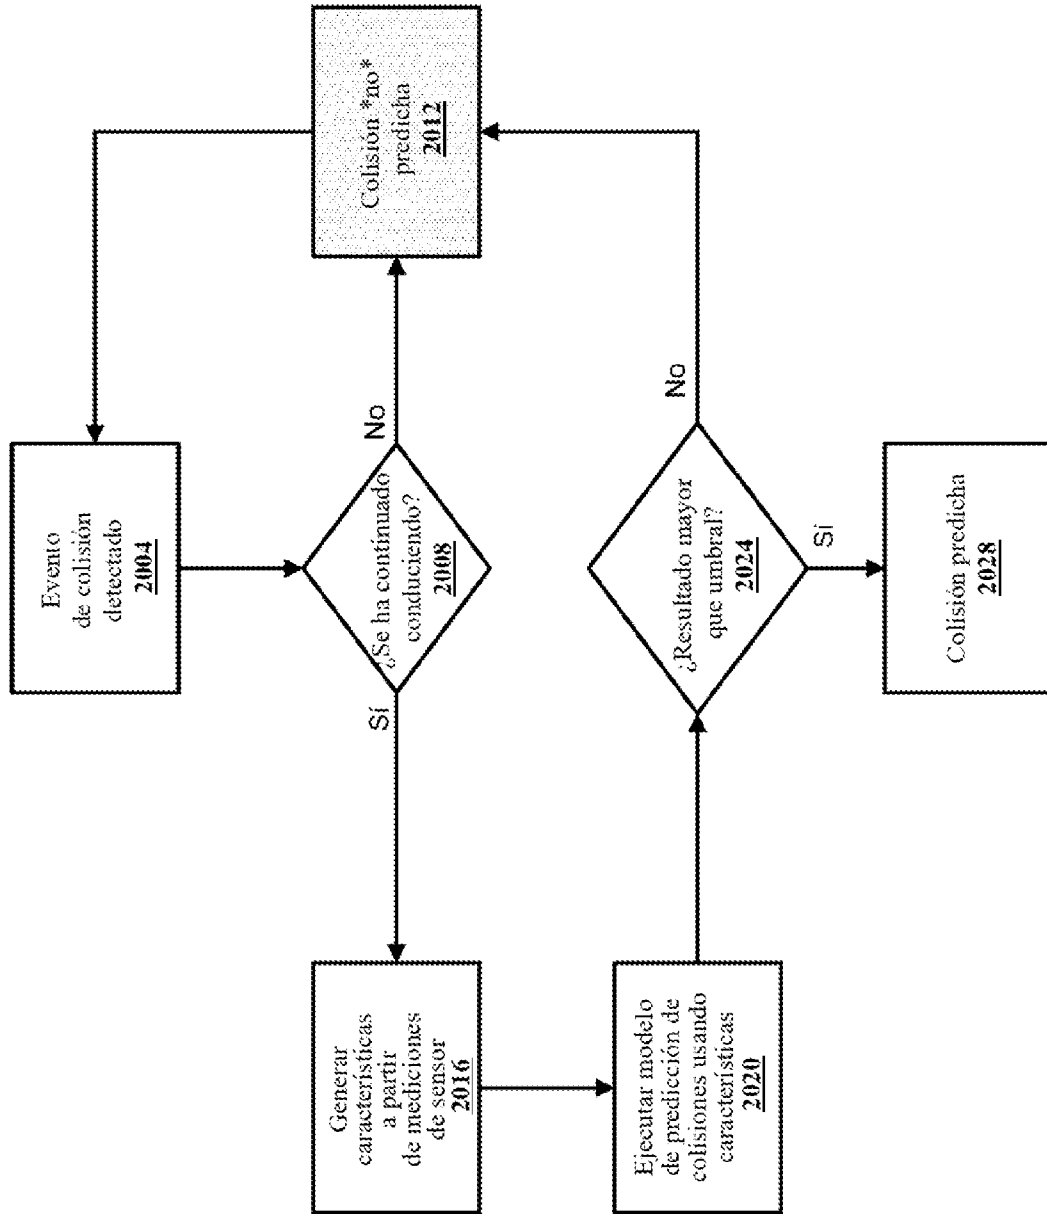 Evento
de colisión
detectado
2004
¿Se ha continuado
conduciendo?
2008
No
Sí
Colisión *no*
predicha
2012
Generar
características
a partir
de mediciones
de sensor
2016
Ejecutar modelo
de predicción de
colisiones usando
características
2020
¿Resultado mayor
que umbral?
2024
No
Sí
Colisión predicha
2028